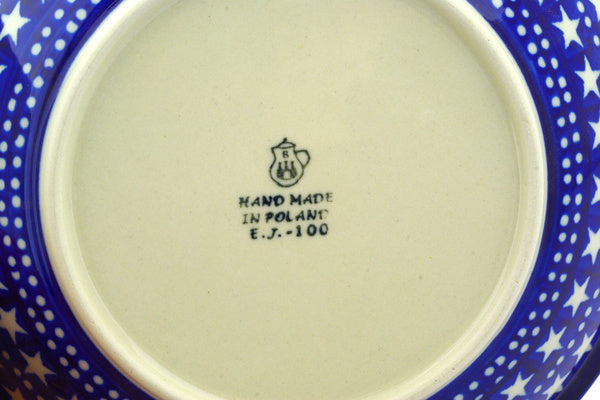 B
HAND MADE
IN POLAND
E.J.-100